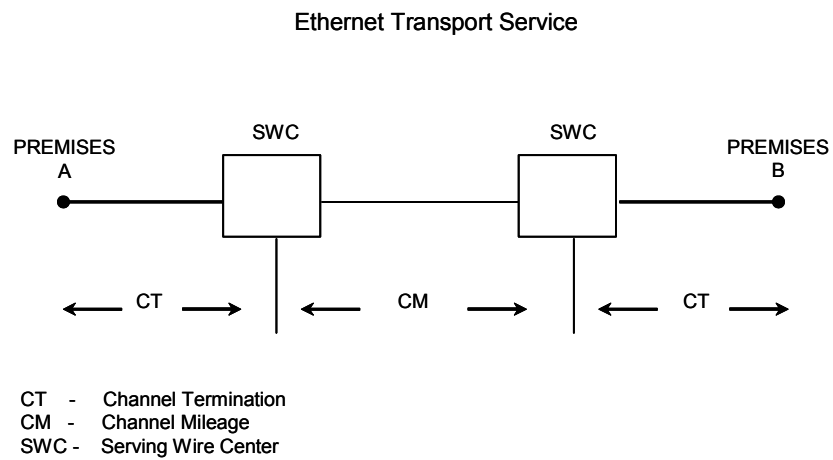 Ethernet Transport Service
SWC
SWC
PREMISES
A
PREMISES
B
CT
CM
CT
CT - Channel Termination
CM - Channel Mileage
SWC - Serving Wire Center